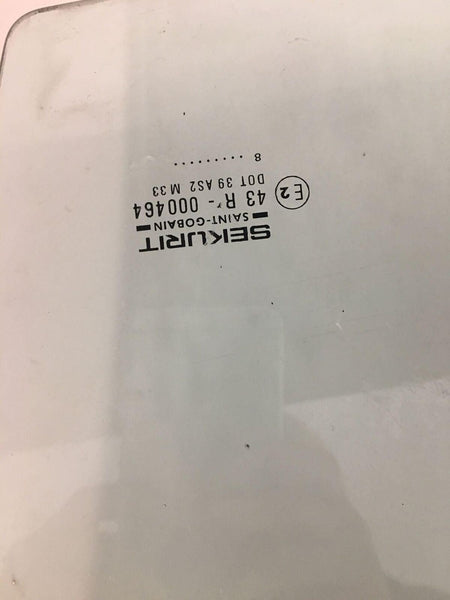 SEKURIT
SAINT-GOBAIN
E2 43 R - 000464
DOT 39 AS2 M 33
8 ..........